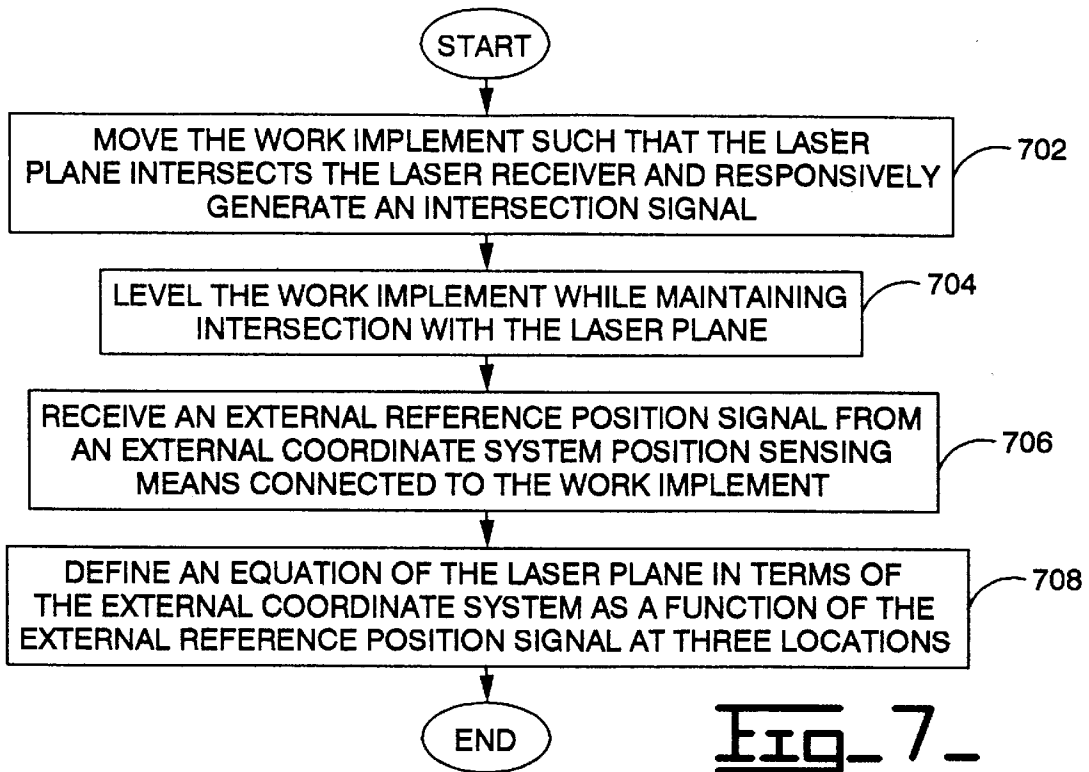 START
MOVE THE WORK IMPLEMENT SUCH THAT THE LASER
PLANE INTERSECTS THE LASER RECEIVER AND RESPONSIVELY
GENERATE AN INTERSECTION SIGNAL
702
LEVEL THE WORK IMPLEMENT WHILE MAINTAINING
INTERSECTION WITH THE LASER PLANE
704
RECEIVE AN EXTERNAL REFERENCE POSITION SIGNAL FROM
AN EXTERNAL COORDINATE SYSTEM POSITION SENSING
MEANS CONNECTED TO THE WORK IMPLEMENT
706
DEFINE AN EQUATION OF THE LASER PLANE IN TERMS OF
THE EXTERNAL COORDINATE SYSTEM AS A FUNCTION OF THE
EXTERNAL REFERENCE POSITION SIGNAL AT THREE LOCATIONS
708
END
Fig_7_